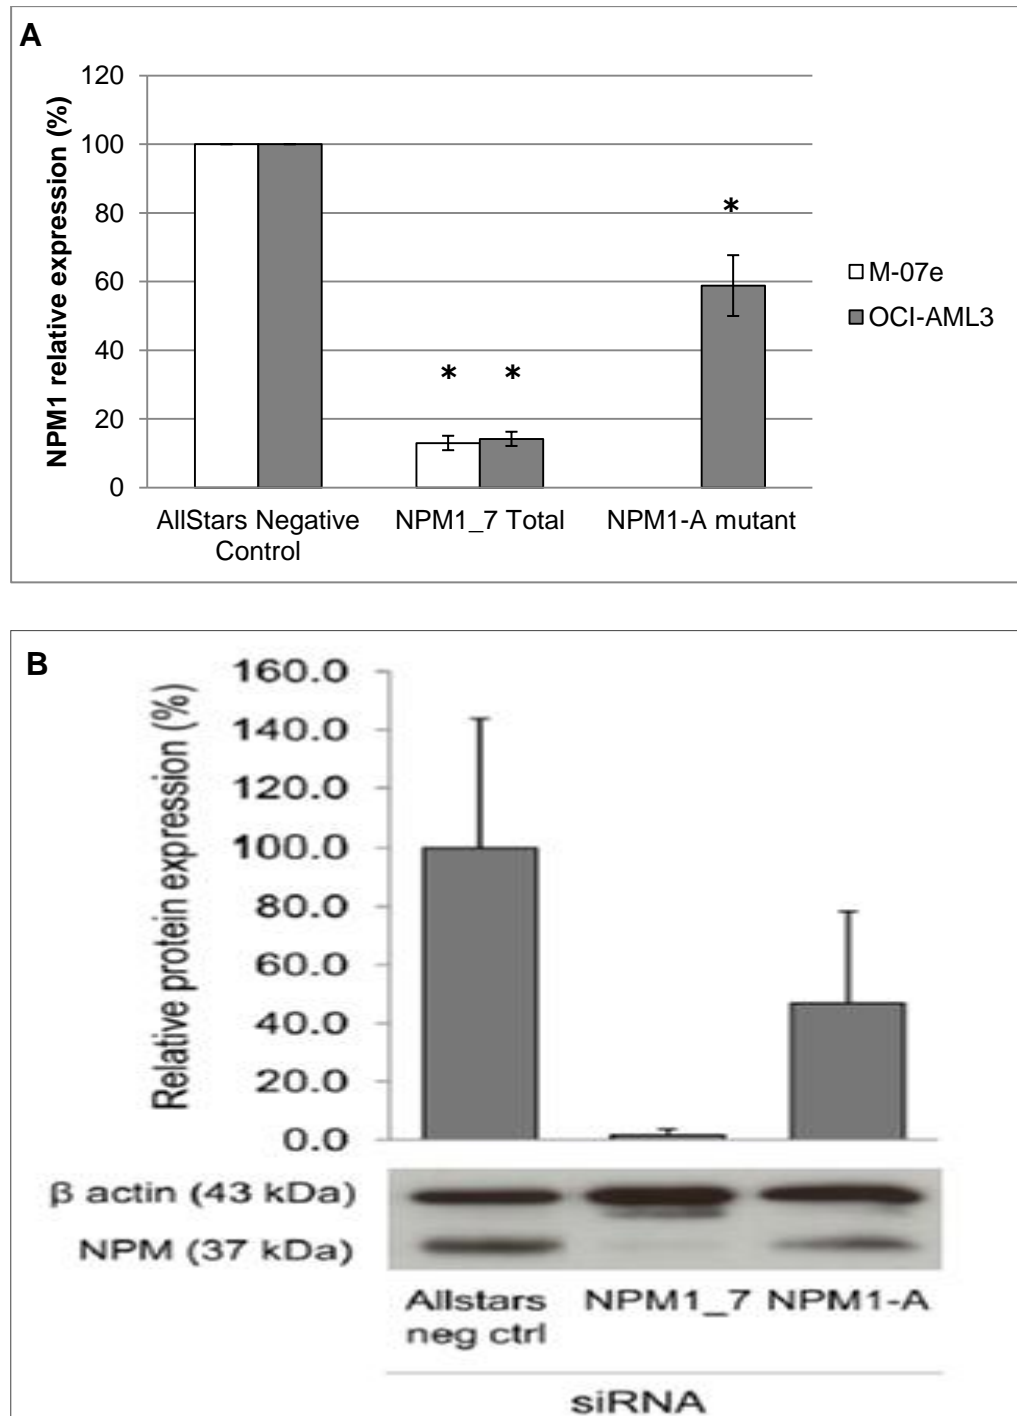 A
NPM1 relative expression (%)
120
100
80
60
40
20
0
*
*
*
AllStars Negative
Control
NPM1_7 Total
NPM1-A mutant
M-07e
OCI-AML3
B
Relative protein expression (%)
160.0
140.0
120.0
100.0
80.0
60.0
40.0
20.0
0.0
β actin (43 kDa)
NPM (37 kDa)
Allstars
neg ctrl
NPM1_7
NPM1-A
siRNA